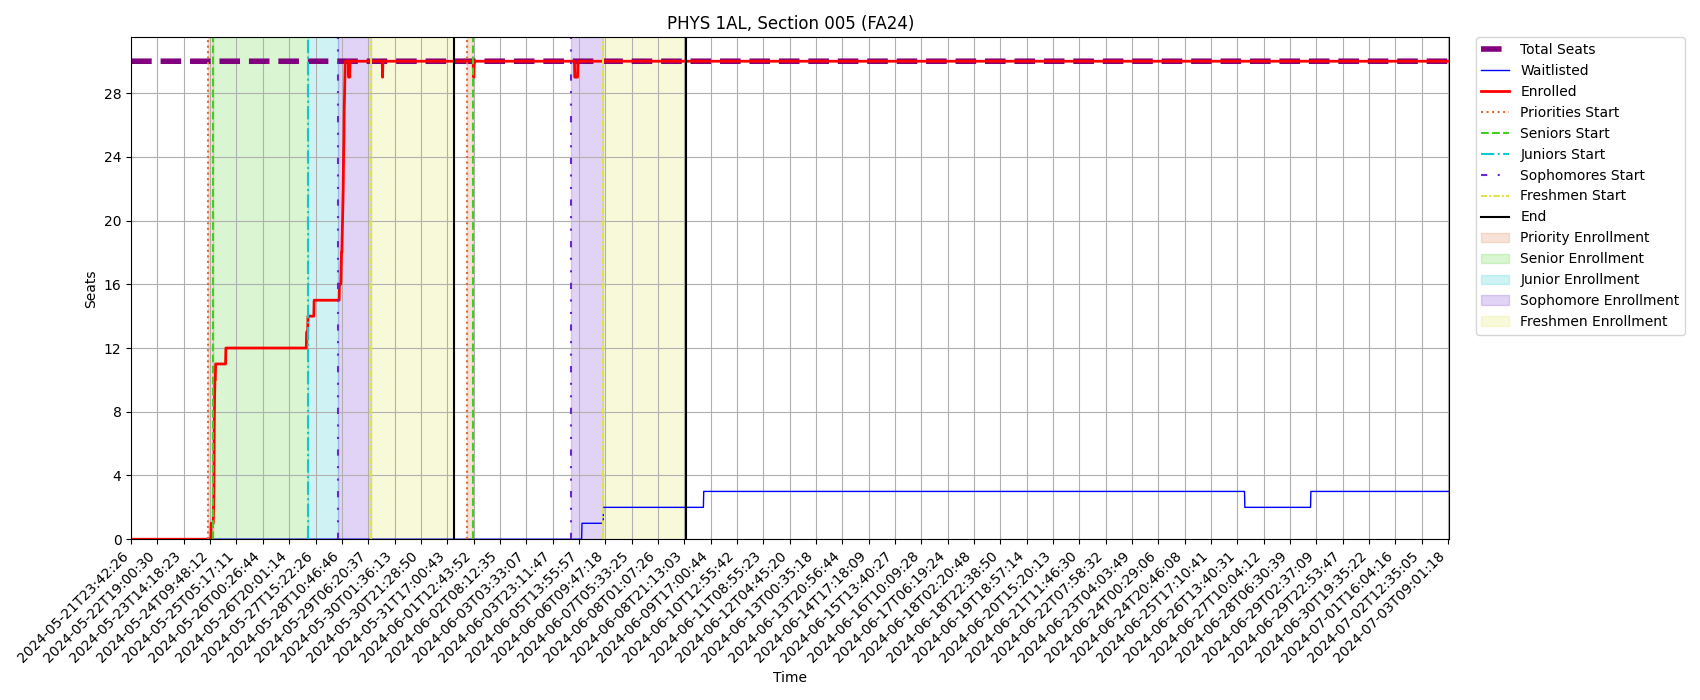 PHYS 1AL, Section 005 (FA24)
Total Seats
Waitlisted
Enrolled
Priorities Start
Seniors Start
Juniors Start
Sophomores Start
Freshmen Start
End
Priority Enrollment
Senior Enrollment
Junior Enrollment
Sophomore Enrollment
Freshmen Enrollment
Seats
28
24
20
16
12
8
4
0
2024-05-21T23:42:26
2024-05-22T19:00:30
2024-05-23T14:18:23
2024-05-24T09:48:12
2024-05-25T05:17:11
2024-05-26T00:26:44
2024-05-26T20:01:14
2024-05-27T15:22:26
2024-05-28T10:46:46
2024-05-29T06:20:37
2024-05-30T01:36:13
2024-05-30T21:28:50
2024-05-31T17:00:43
2024-06-01T12:43:52
2024-06-02T08:12:35
2024-06-03T03:33:07
2024-06-03T23:11:47
2024-06-05T13:55:57
2024-06-06T09:47:18
2024-06-07T05:33:25
2024-06-08T01:07:26
2024-06-08T21:13:03
2024-06-09T17:00:44
2024-06-10T12:55:42
2024-06-11T08:55:23
2024-06-12T04:45:20
2024-06-13T00:35:18
2024-06-13T20:56:44
2024-06-14T17:18:09
2024-06-15T13:40:27
2024-06-16T10:09:28
2024-06-17T06:19:24
2024-06-18T02:20:48
2024-06-18T22:38:50
2024-06-19T18:57:14
2024-06-20T15:20:13
2024-06-21T11:46:30
2024-06-22T07:58:32
2024-06-23T04:03:49
2024-06-24T00:29:06
2024-06-24T20:46:08
2024-06-25T17:10:41
2024-06-26T13:40:31
2024-06-27T10:04:12
2024-06-28T06:30:39
2024-06-29T02:37:09
2024-06-29T22:53:47
2024-06-30T19:35:22
2024-07-01T16:04:16
2024-07-02T12:35:05
2024-07-03T09:01:18
Time